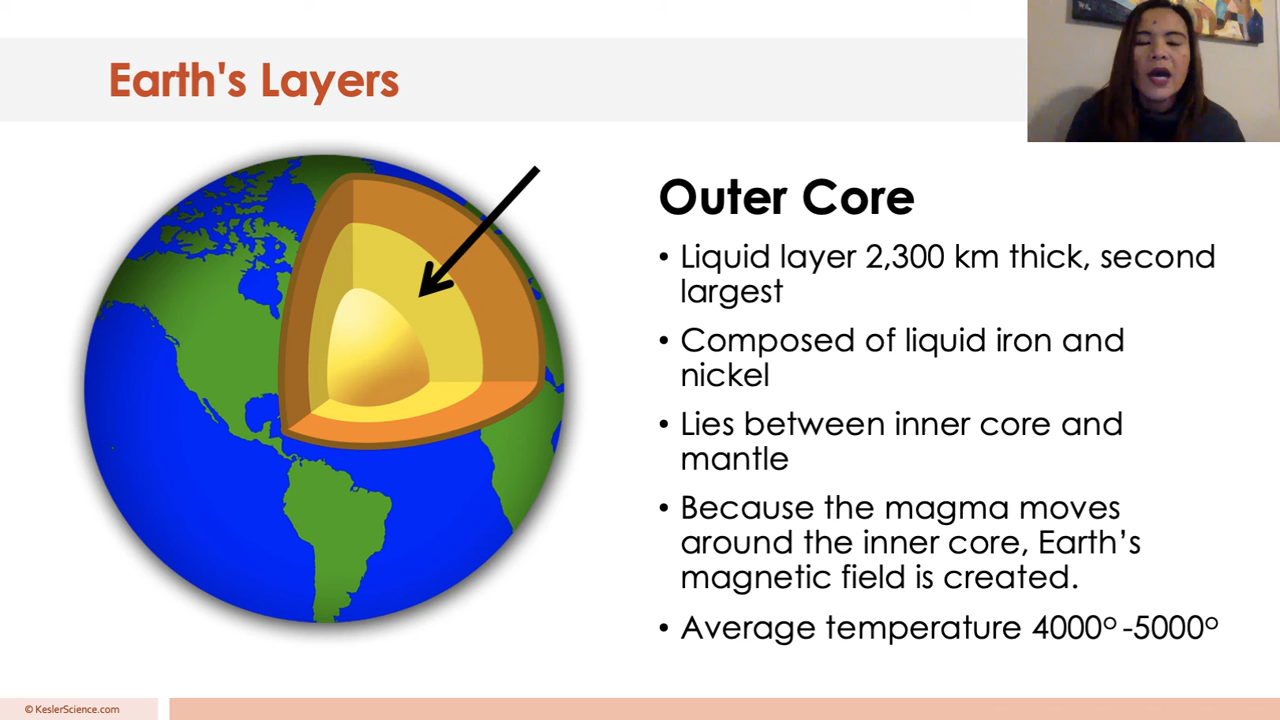 Earth's Layers
Outer Core
• Liquid layer 2,300 km thick, second
largest
• Composed of liquid iron and
nickel
• Lies between inner core and
mantle
• Because the magma moves
around the inner core, Earth’s
magnetic field is created.
• Average temperature 4000° -5000°
© KeslerScience.com